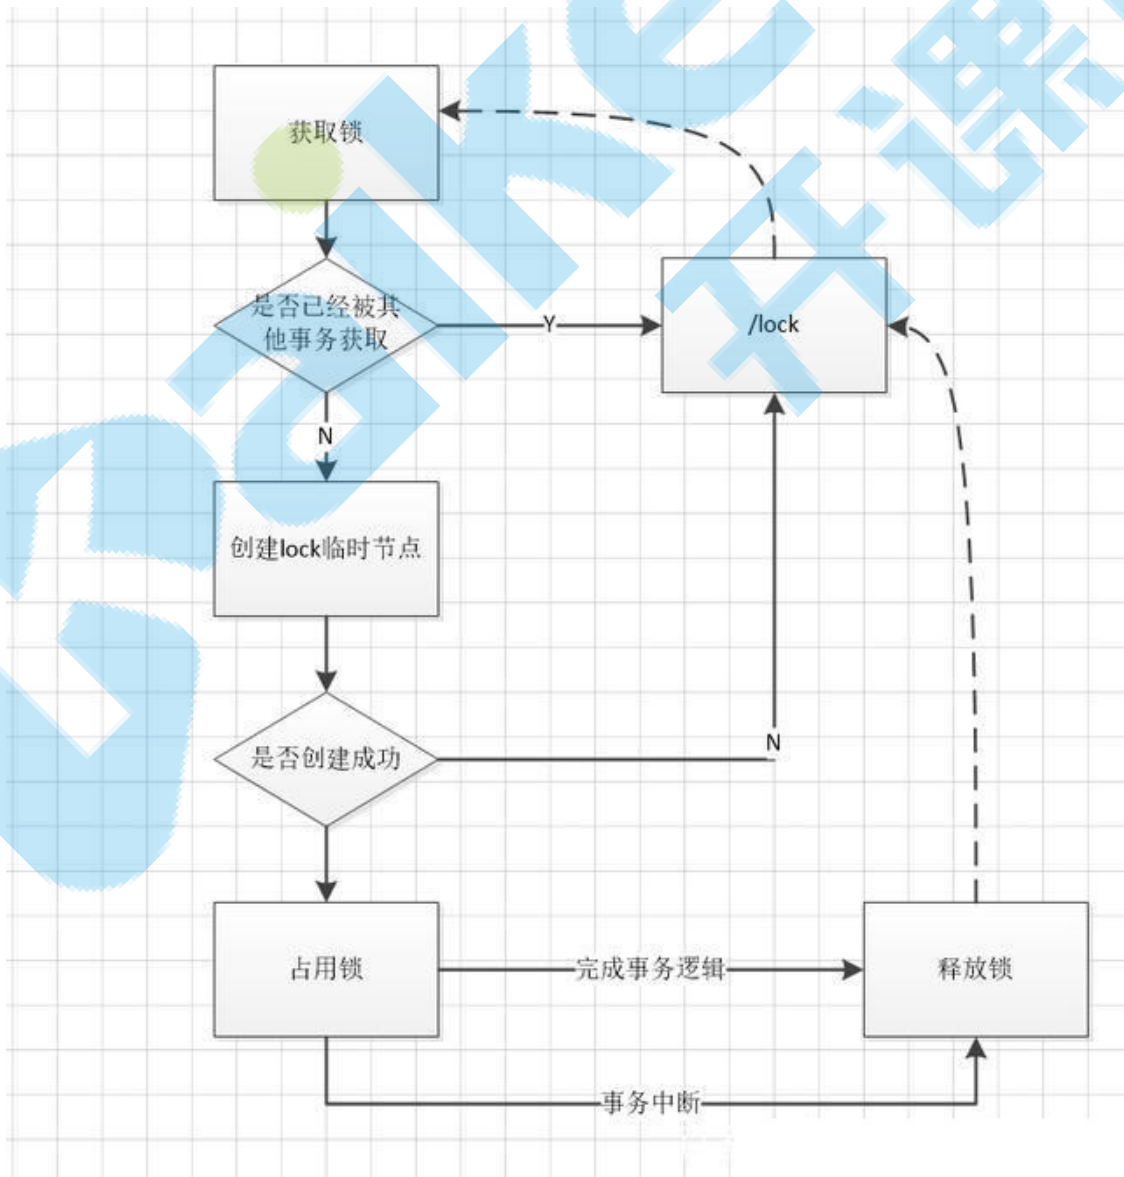 获取锁
是否已经被其
他事务获取
Y
/lock
N
创建lock临时节点
是否创建成功
N
占用锁
完成事务逻辑
释放锁
事务中断
开课